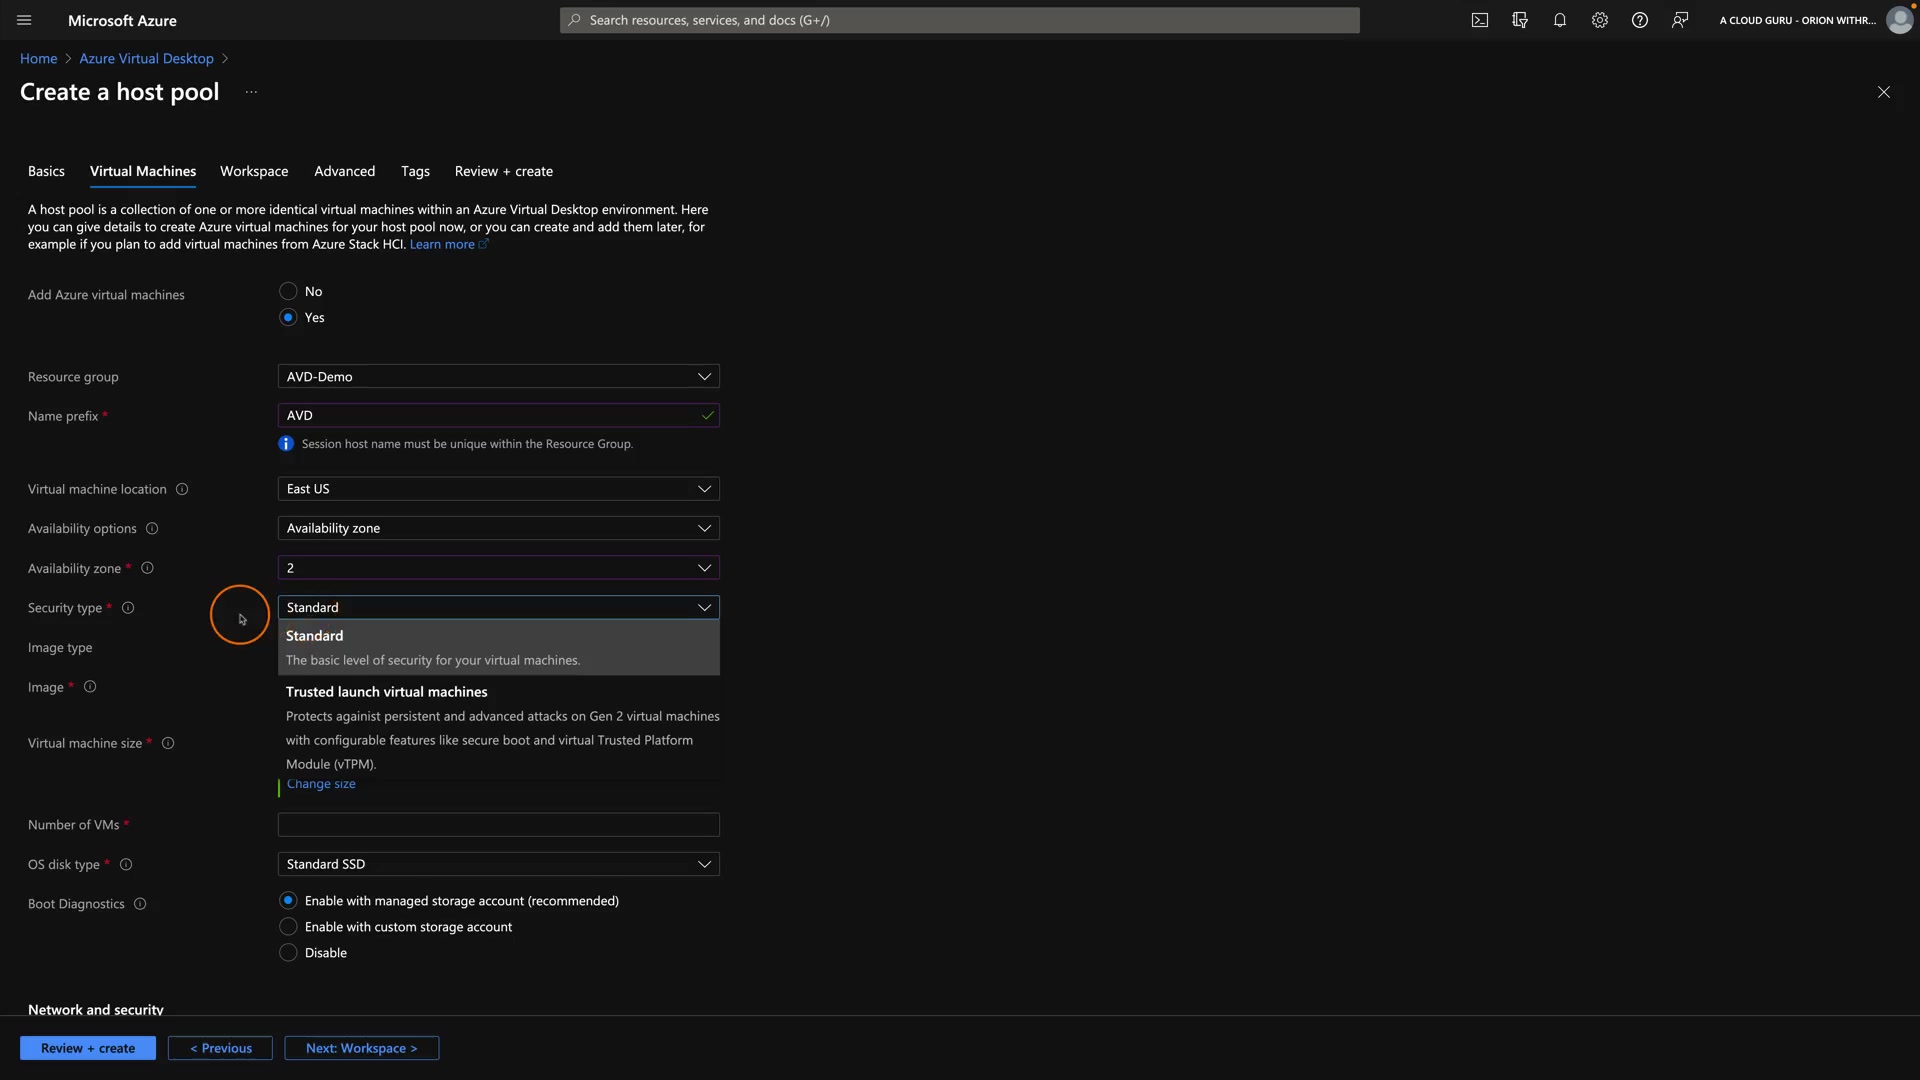 Microsoft Azure
Search resources, services, and docs (G+/)
A CLOUD GURU - ORION WITHR...
Home > Azure Virtual Desktop >
Create a host pool ...
Basics Virtual Machines Workspace Advanced Tags Review + create
A host pool is a collection of one or more identical virtual machines within an Azure Virtual Desktop environment. Here
you can give details to create Azure virtual machines for your host pool now, or you can create and add them later, for
example if you plan to add virtual machines from Azure Stack HCI. Learn more
Add Azure virtual machines
No
Yes
Resource group
AVD-Demo
Name prefix *
AVD
Session host name must be unique within the Resource Group.
Virtual machine location
East US
Availability options
Availability zone
Availability zone *
2
Security type *
Standard
Standard
The basic level of security for your virtual machines.
Trusted launch virtual machines
Protects againist persistent and advanced attacks on Gen 2 virtual machines
with configurable features like secure boot and virtual Trusted Platform
Module (vTPM).
Image type
Image *
Virtual machine size *
Change size
Number of VMs *
OS disk type *
Standard SSD
Boot Diagnostics
Enable with managed storage account (recommended)
Enable with custom storage account
Disable
Network and security
Review + create
< Previous
Next: Workspace >